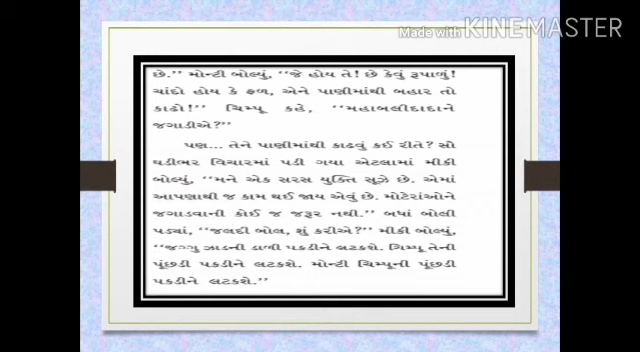 Made with KINEMASTER
છે.'' મોન્ટી બોલ્યું, ''જે હોય તે! છે કેવું રૂપાળું!
ચાંદો હોય કે ફળ, એને પાણીમાંથી બહાર તો
કાઢો!'' ચિમ્પૂ કહે, ''મહાબલીદાદાને
જગાડીએ?''
પણ... તેને પાણીમાંથી કાઢવું કઈ રીતે? સૌ
ઘડીભર વિચારમાં પડી ગયા એટલામાં મીકી
બોલ્યું, ''મને એક સરસ યુક્તિ સૂઝે છે. એમાં
આપણાથી જ કામ થઈ જાય એવું છે. મોટેરાંઓને
જગાડવાની કોઈ જ જરૂર નથી.'' બધાં બોલી
પડ્યાં, ''જલદી બોલ, શું કરીએ?'' મીકી બોલ્યું,
''જગ્ગુ ઝાડની ડાળી પકડીને લટકશે. ચિમ્પૂ તેની
પૂંછડી પકડીને લટકશે. મોન્ટી ચિમ્પૂની પૂંછડી
પકડીને લટકશે.''